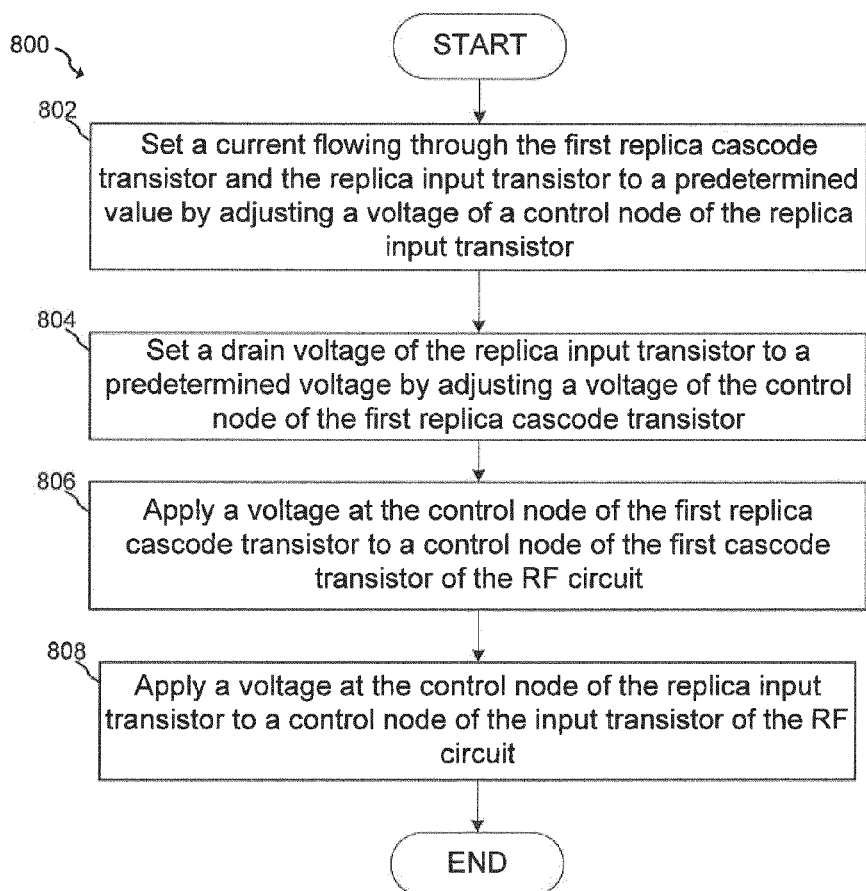 800
START
802
Set a current flowing through the first replica cascode
transistor and the replica input transistor to a predetermined
value by adjusting a voltage of a control node of the replica
input transistor
804
Set a drain voltage of the replica input transistor to a
predetermined voltage by adjusting a voltage of the control
node of the first replica cascode transistor
806
Apply a voltage at the control node of the first replica
cascode transistor to a control node of the first cascode
transistor of the RF circuit
808
Apply a voltage at the control node of the replica input
transistor to a control node of the input transistor of the RF
circuit
END